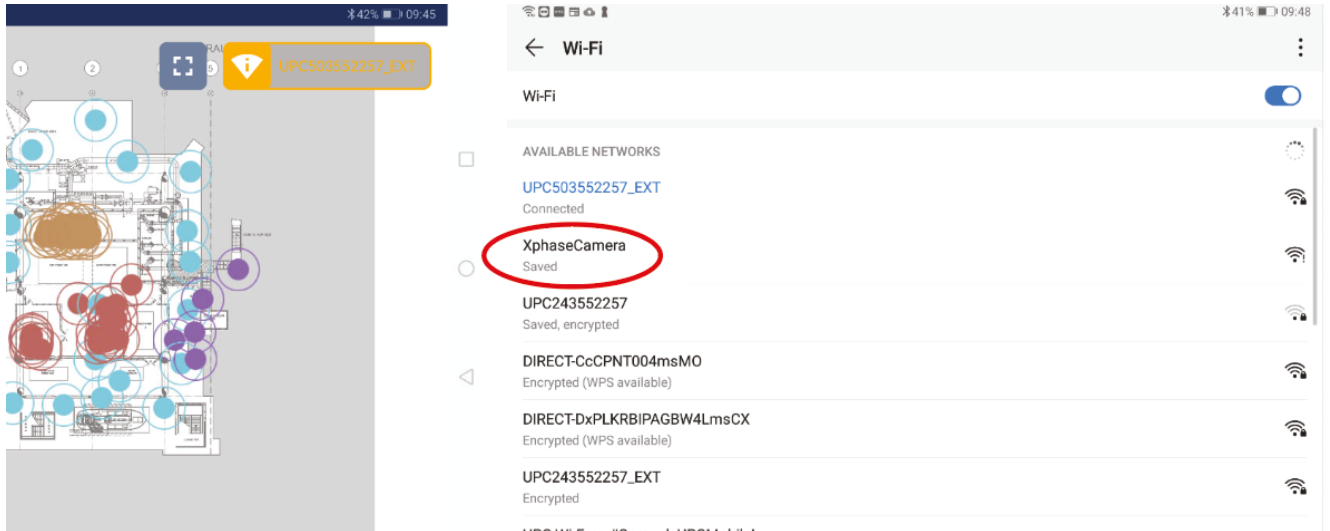 42% 09:45
1
2
5
UPC503552257_EXT
41% 09:48
Wi-Fi
Wi-Fi
AVAILABLE NETWORKS
UPC503552257_EXT
Connected
XphaseCamera
Saved
UPC243552257
Saved, encrypted
DIRECT-CcCPNT004msMO
Encrypted (WPS available)
DIRECT-DxPLKRBIPAGBW4LmsCX
Encrypted (WPS available)
UPC243552257_EXT
Encrypted